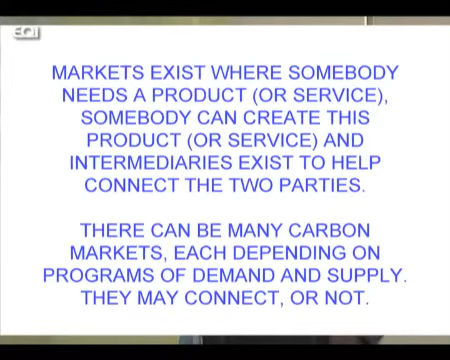 EOI
MARKETS EXIST WHERE SOMEBODY
NEEDS A PRODUCT (OR SERVICE),
SOMEBODY CAN CREATE THIS
PRODUCT (OR SERVICE) AND
INTERMEDIARIES EXIST TO HELP
CONNECT THE TWO PARTIES.
THERE CAN BE MANY CARBON
MARKETS, EACH DEPENDING ON
PROGRAMS OF DEMAND AND SUPPLY.
THEY MAY CONNECT, OR NOT.